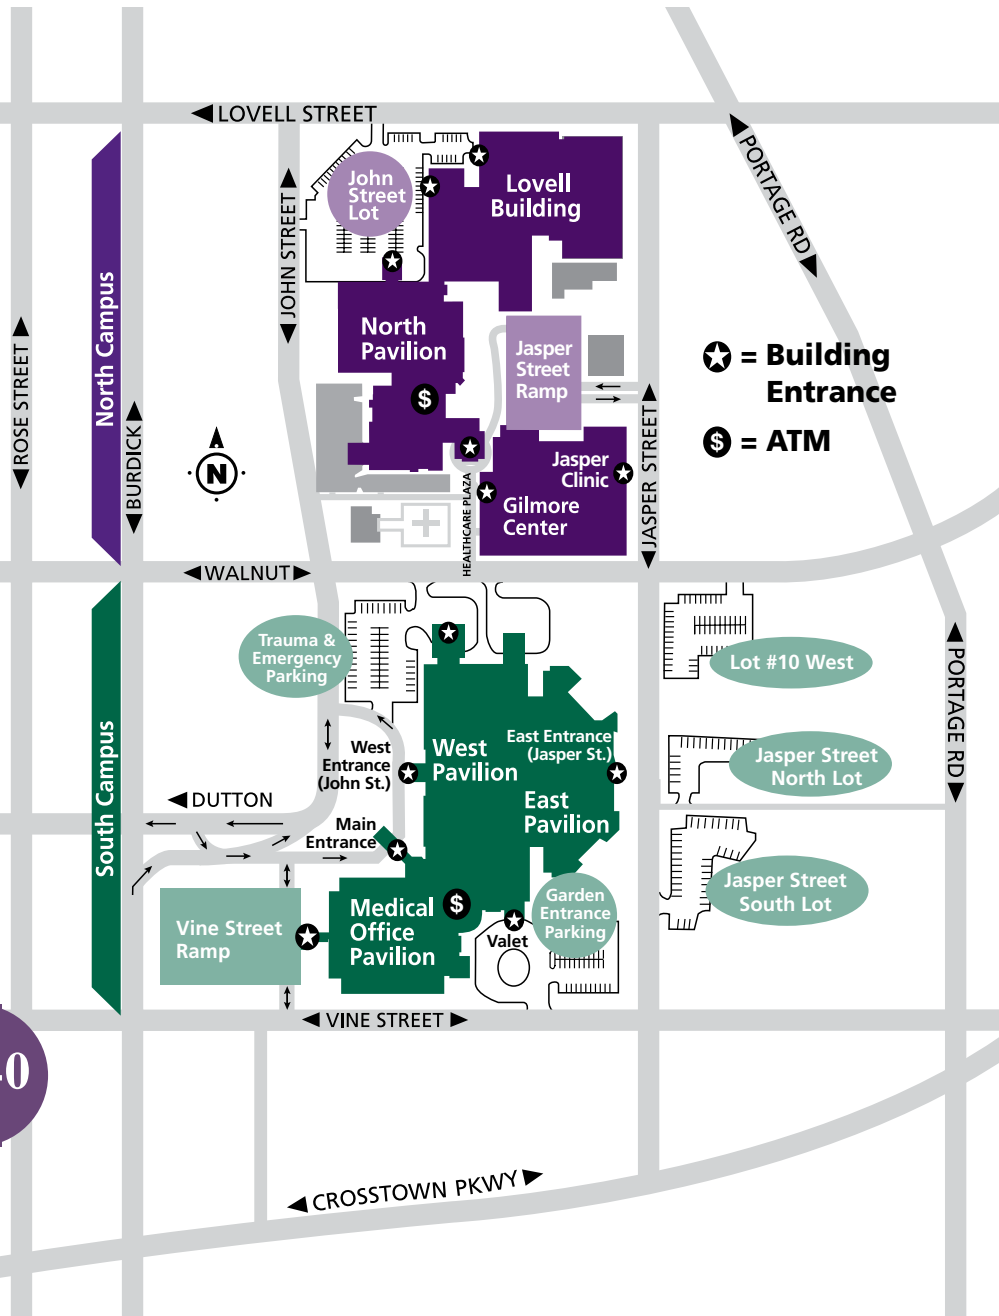 LOVELL STREET
PORTAGE RD
John
Street
Lot
Lovell
Building
JOHN STREET
North Campus
North
Pavilion
Jasper
Street
Ramp
= Building
Entrance
$ = ATM
$
ROSE STREET
BURDICK
N
JASPER STREET
Jasper
Clinic
Gilmore
Center
HEALTHCARE PLAZA
WALNUT
Trauma &
Emergency
Parking
Lot #10 West
PORTAGE RD
South Campus
West
Entrance
(John St.)
West
Pavilion
East Entrance
(Jasper St.)
Jasper Street
North Lot
DUTTON
East
Pavilion
Main
Entrance
Jasper Street
South Lot
Medical
Office
Pavilion
$
Garden
Entrance
Parking
Vine Street
Ramp
Valet
VINE STREET
CROSSTOWN PKWY